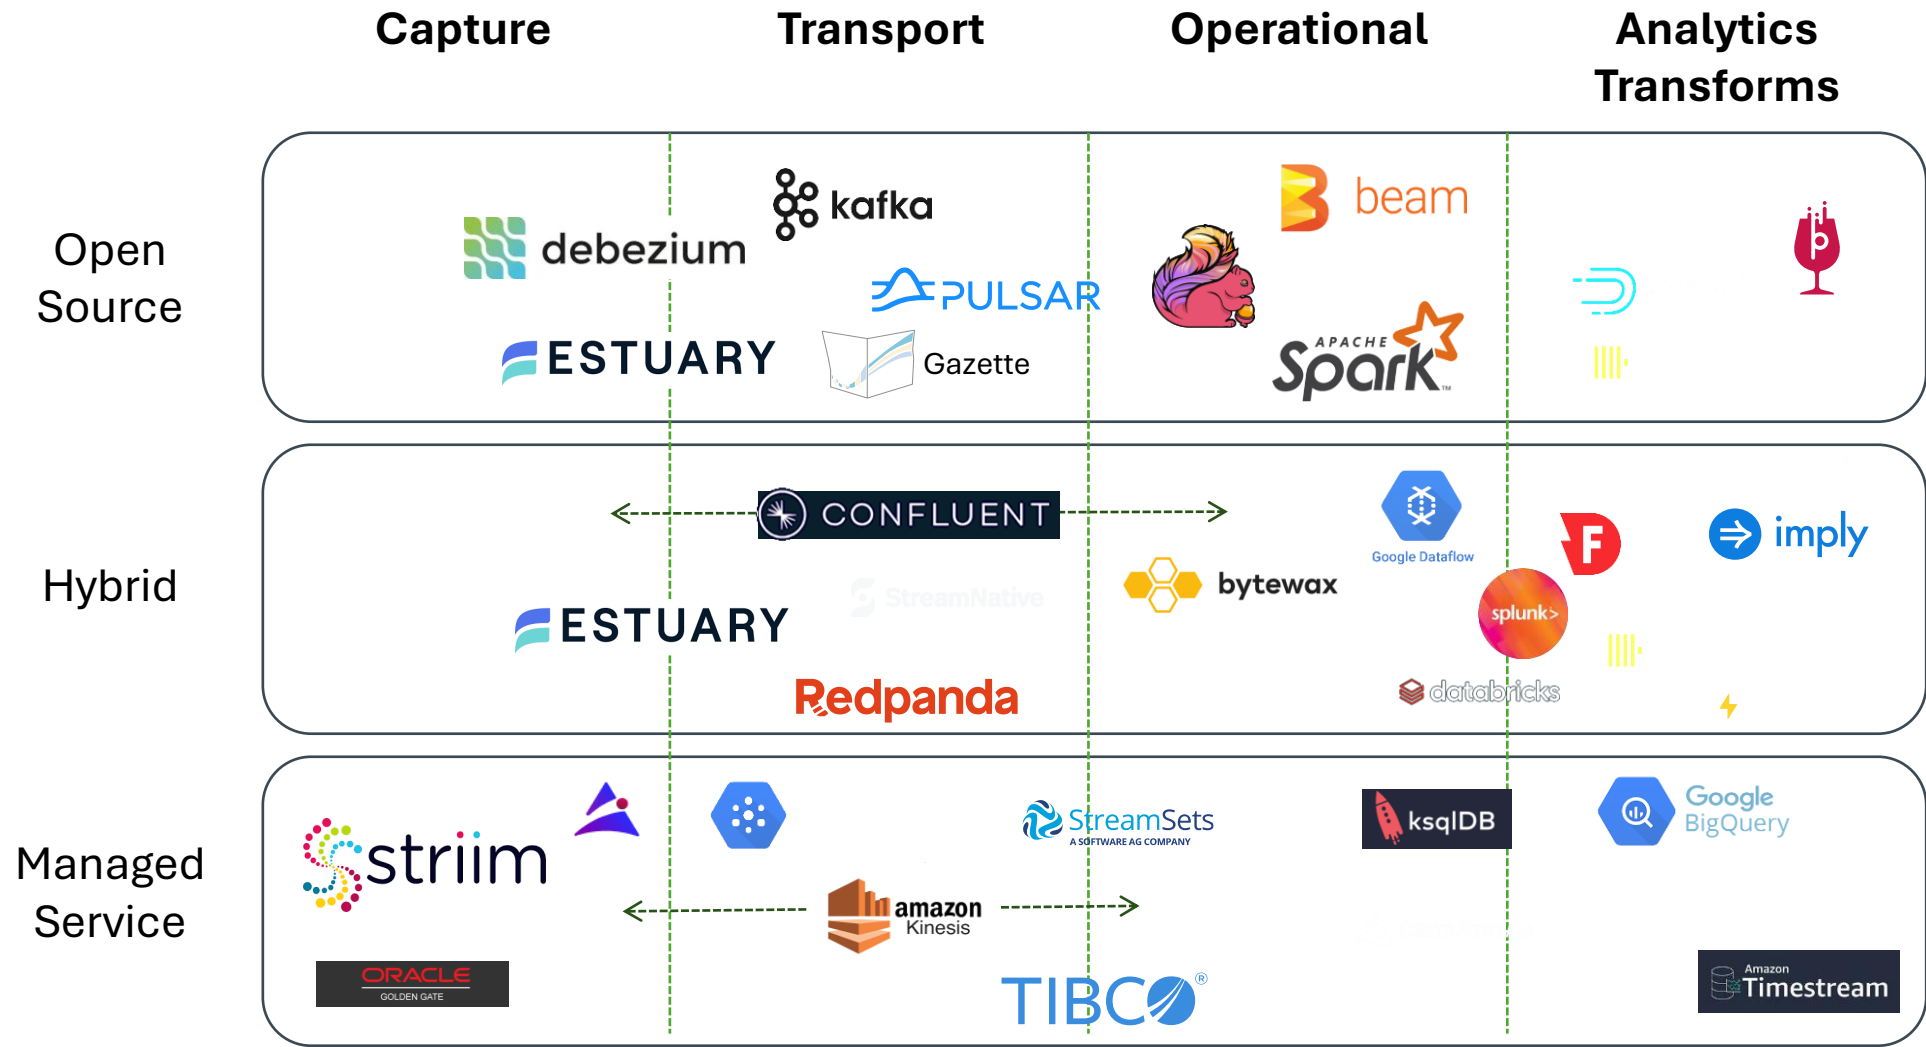 Capture
Transport
Operational
Analytics
Transforms
Open
Source
debezium
kafka
PULSAR
ESTUARY
Gazette
beam
APACHE
Spark
TM
b
Hybrid
CONFLUENT
StreamNative
ESTUARY
Redpanda
bytewax
Google Dataflow
F
imply
splunk>
databricks
Managed
Service
striim
ORACLE
GOLDEN GATE
amazon
Kinesis
StreamSets
A SOFTWARE AG COMPANY
TIBCO®
ksqlDB
Google
BigQuery
Amazon
Timestream